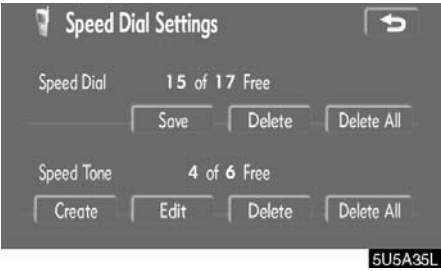 Speed Dial Settings
Speed Dial 15 of 17 Free
Save Delete Delete All
Speed Tone 4 of 6 Free
Create Edit Delete Delete All
5U5A35L